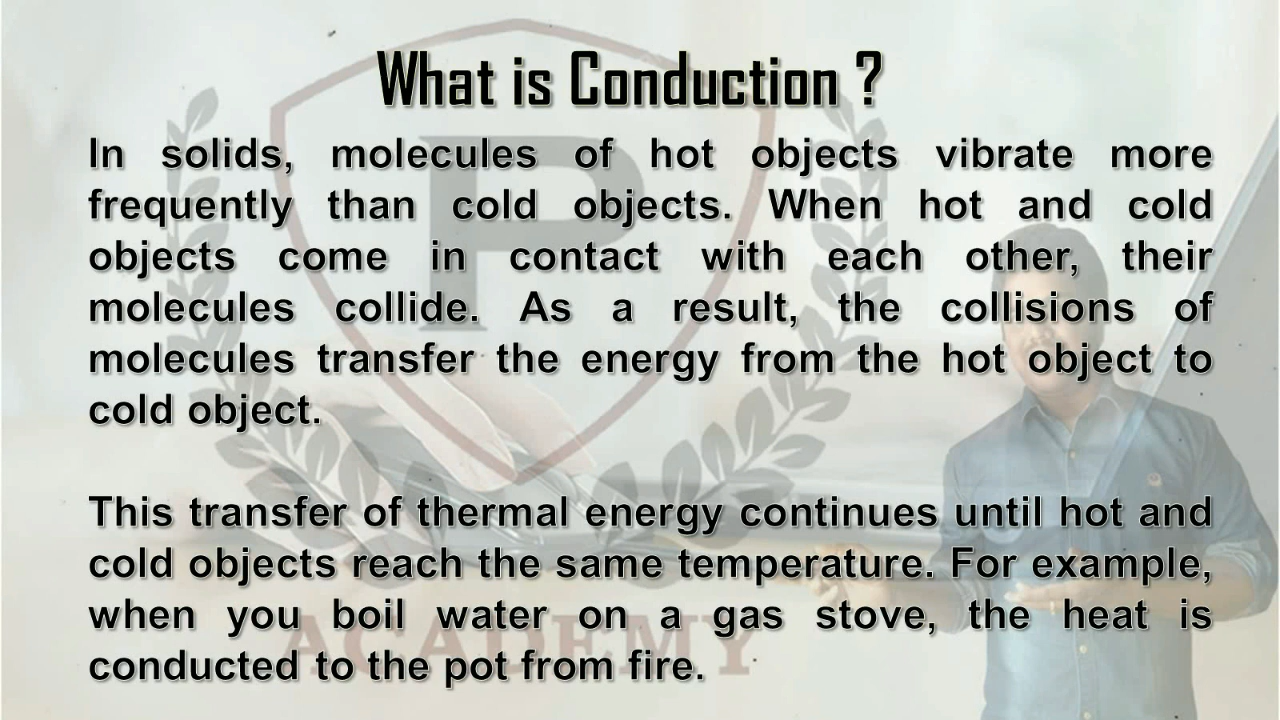 What is Conduction ?
In solids, molecules of hot objects vibrate more
frequently than cold objects. When hot and cold
objects come in contact with each other, their
molecules collide. As a result, the collisions of
molecules transfer the energy from the hot object to
cold object.
This transfer of thermal energy continues until hot and
cold objects reach the same temperature. For example,
when you boil water on a gas stove, the heat is
conducted to the pot from fire.
P
ACADEMY